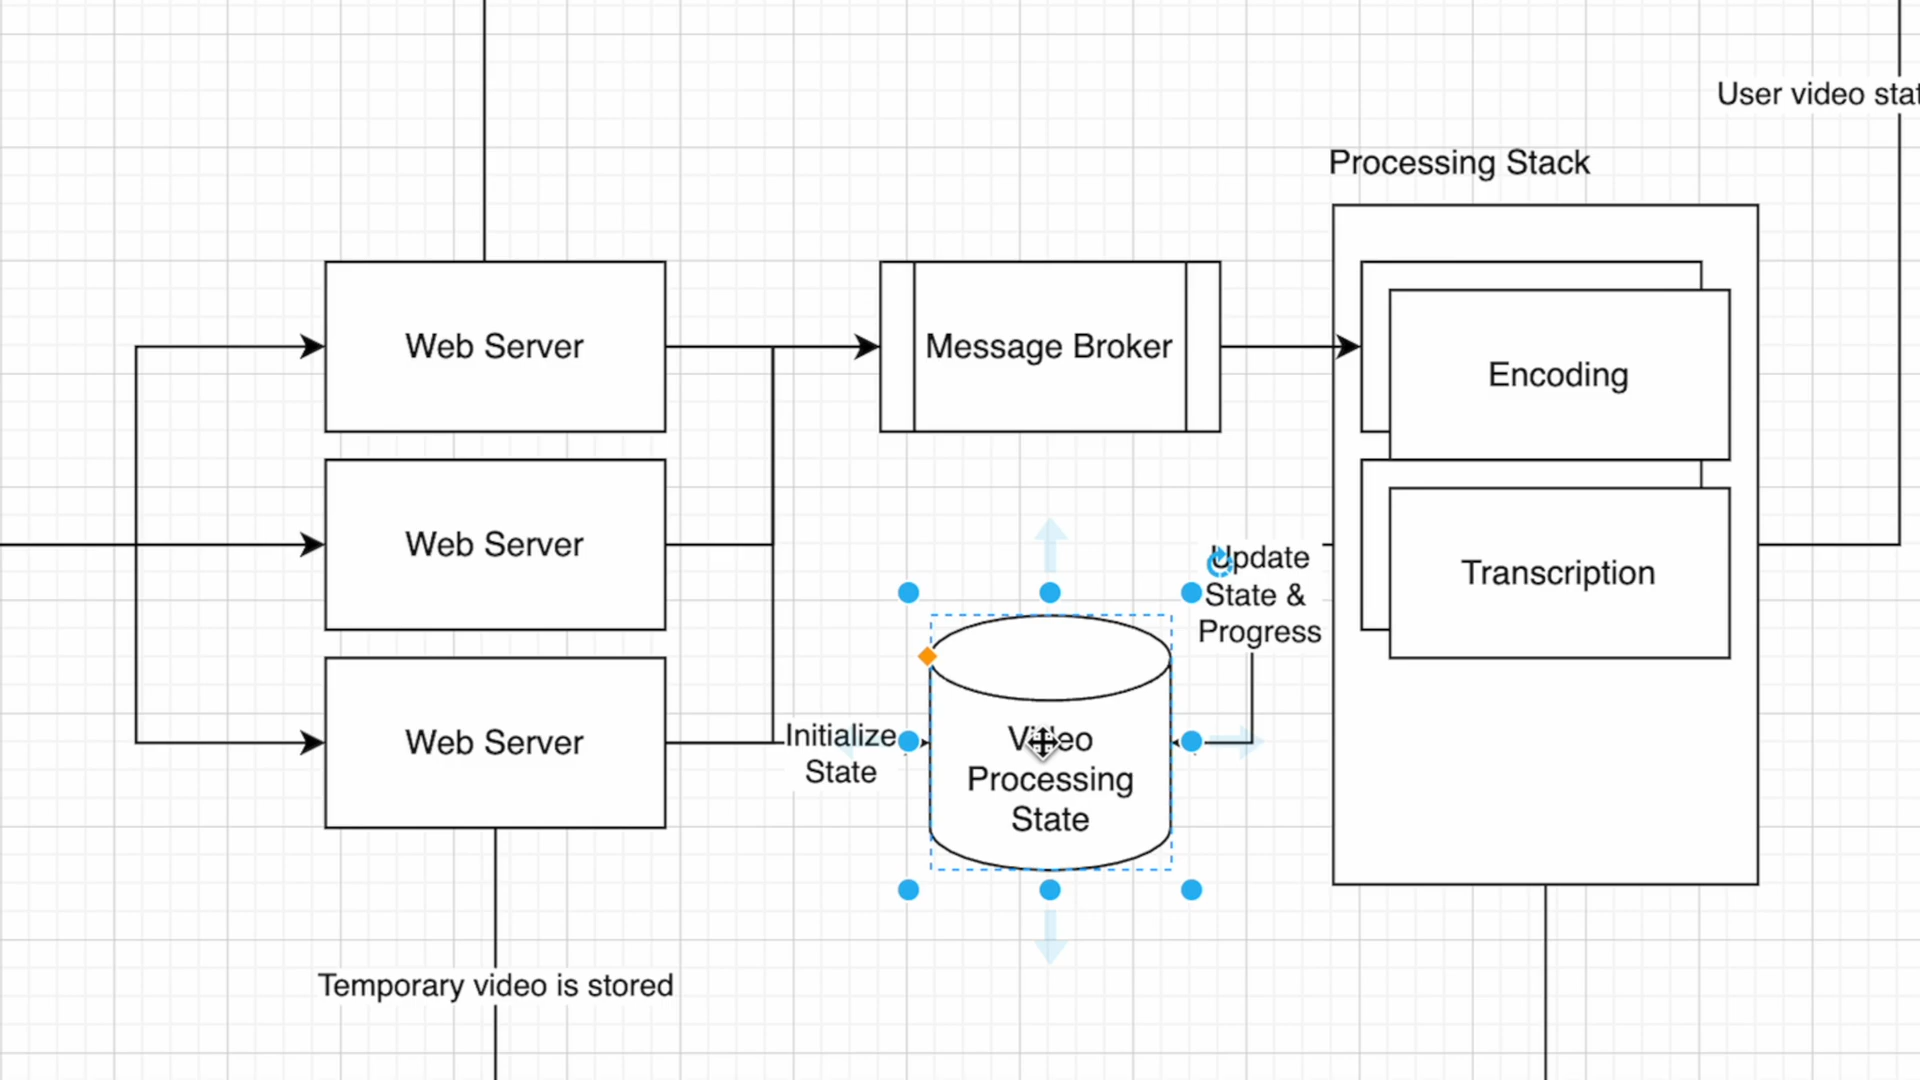 User video stat
Processing Stack
Web Server
Message Broker
Encoding
Web Server
Update
State &
Progress
Transcription
Web Server
Initialize
State
Video
Processing
State
Temporary video is stored